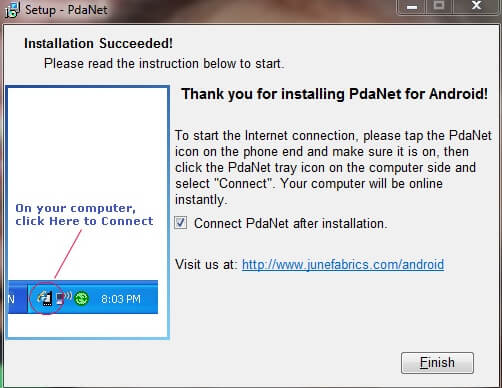 Setup - PdaNet
Installation Succeeded!
Please read the instruction below to start.
Thank you for installing PdaNet for Android!
To start the Internet connection, please tap the PdaNet
icon on the phone end and make sure it is on, then
click the PdaNet tray icon on the computer side and
select "Connect". Your computer will be online
instantly.
Connect PdaNet after installation.
Visit us at: http://www.junefabrics.com/android
On your computer,
click Here to Connect
N
8:03 PM
Finish